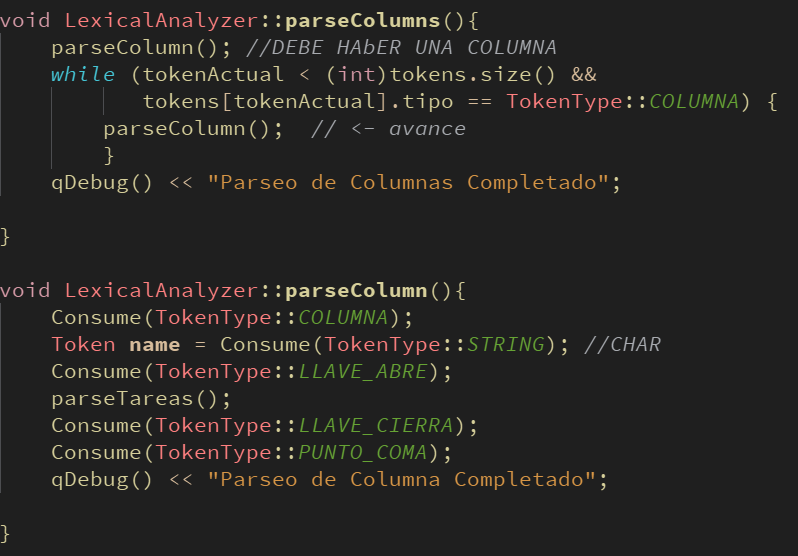 void LexicalAnalyzer::parseColumns(){
    parseColumn(); //DEBE HAbER UNA COLUMNA
    while (tokenActual < (int)tokens.size() &&
           tokens[tokenActual].tipo == TokenType::COLUMNA) {
        parseColumn();  // <- avance
        }
    qDebug() << "Parseo de Columnas Completado";

}

void LexicalAnalyzer::parseColumn(){
    Consume(TokenType::COLUMNA);
    Token name = Consume(TokenType::STRING); //CHAR
    Consume(TokenType::LLAVE_ABRE);
    parseTareas();
    Consume(TokenType::LLAVE_CIERRA);
    Consume(TokenType::PUNTO_COMA);
    qDebug() << "Parseo de Columna Completado";

}